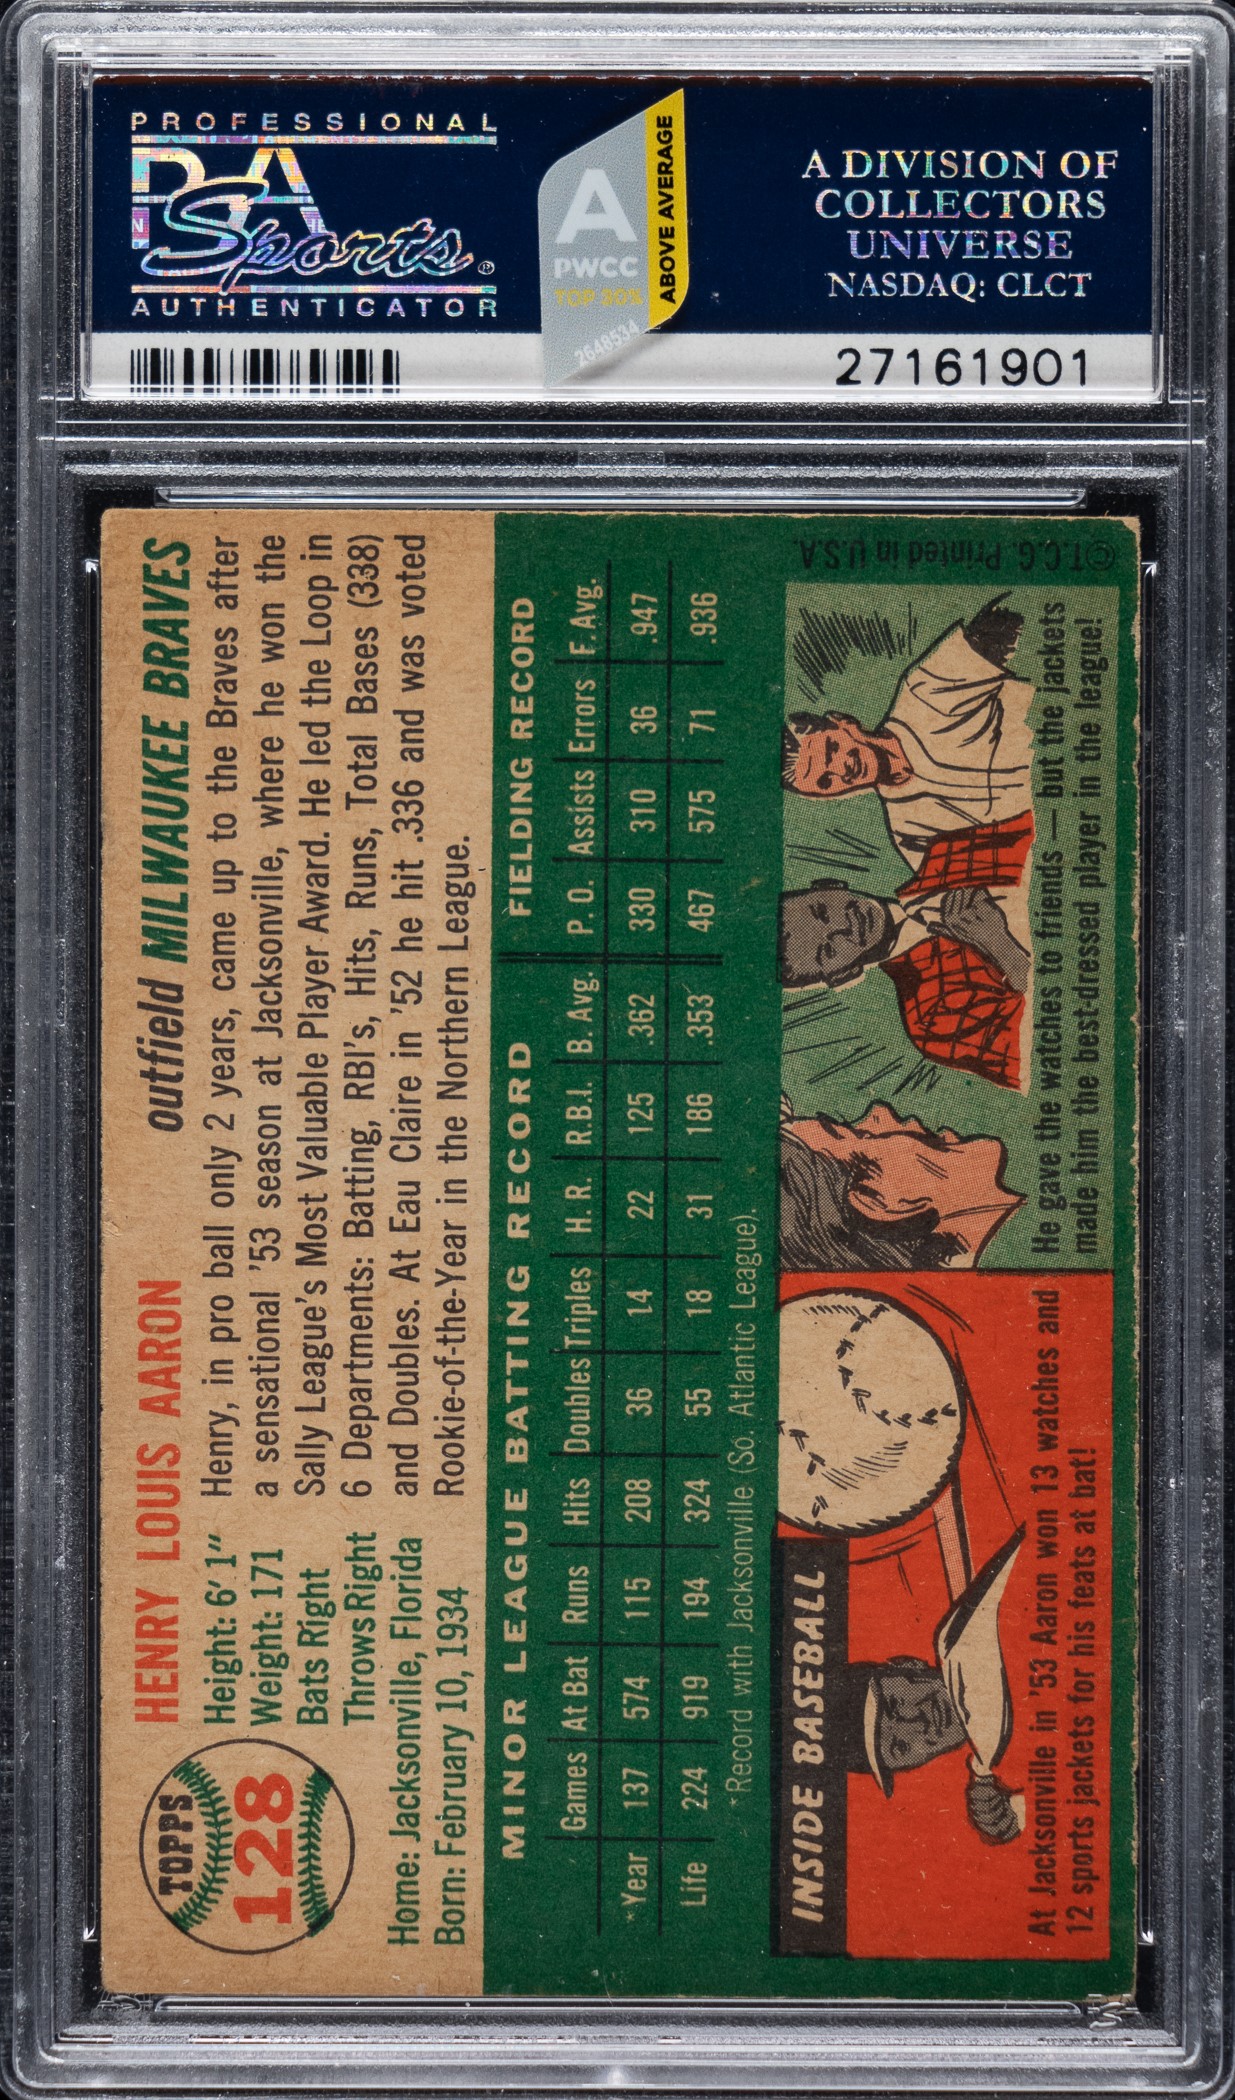 PROFESSIONAL
PSA
Sports®
AUTHENTICATOR
A
PWCC
TOP 30%
2648534
ABOVE AVERAGE
A DIVISION OF
COLLECTORS
UNIVERSE
NASDAQ: CLCT
27161901
TOPPS
128
HENRY LOUIS AARON
outfield MILWAUKEE BRAVES
Height: 6' 1"
Weight: 171
Bats Right
Throws Right
Home: Jacksonville, Florida
Born: February 10, 1934
Henry, in pro ball only 2 years, came up to the Braves after
a sensational '53 season at Jacksonville, where he won the
Sally League's Most Valuable Player Award. He led the Loop in
6 Departments: Batting, RBI's, Hits, Runs, Total Bases (338)
and Doubles. At Eau Claire in '52 he hit .336 and was voted
Rookie-of-the-Year in the Northern League.
MINOR LEAGUE BATTING RECORD FIELDING RECORD
Games At Bat Runs Hits Doubles Triples H. R. R.B.I. B. Avg. P. O. Assists Errors F. Avg.
*Year 137 574 115 208 36 14 22 125 .362 330 310 36 .947
Life 224 919 194 324 55 18 31 186 .353 467 575 71 .936
*Record with Jacksonville (So. Atlantic League).
INSIDE BASEBALL
At Jacksonville in '53 Aaron won 13 watches and
12 sports jackets for his feats at bat!
He gave the watches to friends — but the jackets
made him the best-dressed player in the league!
©T.C.G. Printed in U.S.A.